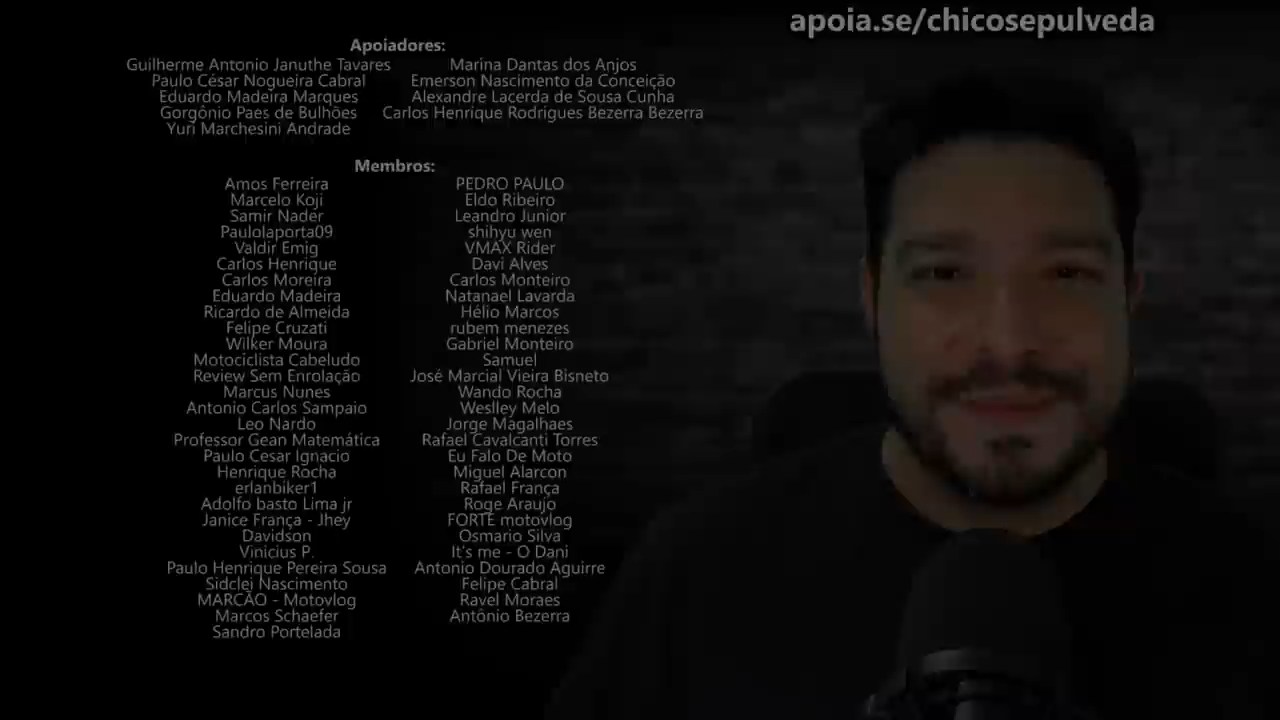 apoia.se/chicosepulveda
Apoiadores:
Guilherme Antonio Januthe Tavares
Paulo César Nogueira Cabral
Eduardo Madeira Marques
Gorgônio Paes de Bulhões
Yuri Marchesini Andrade
Marina Dantas dos Anjos
Emerson Nascimento da Conceição
Alexandre Lacerda de Sousa Cunha
Carlos Henrique Rodrigues Bezerra Bezerra
Membros:
Amos Ferreira
Marcelo Koji
Samir Nader
Paulolaporta09
Valdir Emig
Carlos Henrique
Carlos Moreira
Eduardo Madeira
Ricardo de Almeida
Felipe Cruzati
Wilker Moura
Motociclista Cabeludo
Review Sem Enrolação
Marcus Nunes
Antonio Carlos Sampaio
Leo Nardo
Professor Gean Matemática
Paulo Cesar Ignacio
Henrique Rocha
erlanbiker1
Adolfo basto Lima jr
Janice França - Jhey
Davidson
Vinicius P.
Paulo Henrique Pereira Sousa
Sidclei Nascimento
MARCÃO - Motovlog
Marcos Schaefer
Sandro Portelada
PEDRO PAULO
Eldo Ribeiro
Leandro Junior
shihyu wen
VMAX Rider
Davi Alves
Carlos Monteiro
Natanael Lavarda
Hélio Marcos
rubem menezes
Gabriel Monteiro
Samuel
José Marcial Vieira Bisneto
Wando Rocha
Weslley Melo
Jorge Magalhaes
Rafael Cavalcanti Torres
Eu Falo De Moto
Miguel Alarcon
Rafael França
Roge Araujo
FORTE motovlog
Osmario Silva
It's me - O Dani
Antonio Dourado Aguirre
Felipe Cabral
Ravel Moraes
Antônio Bezerra